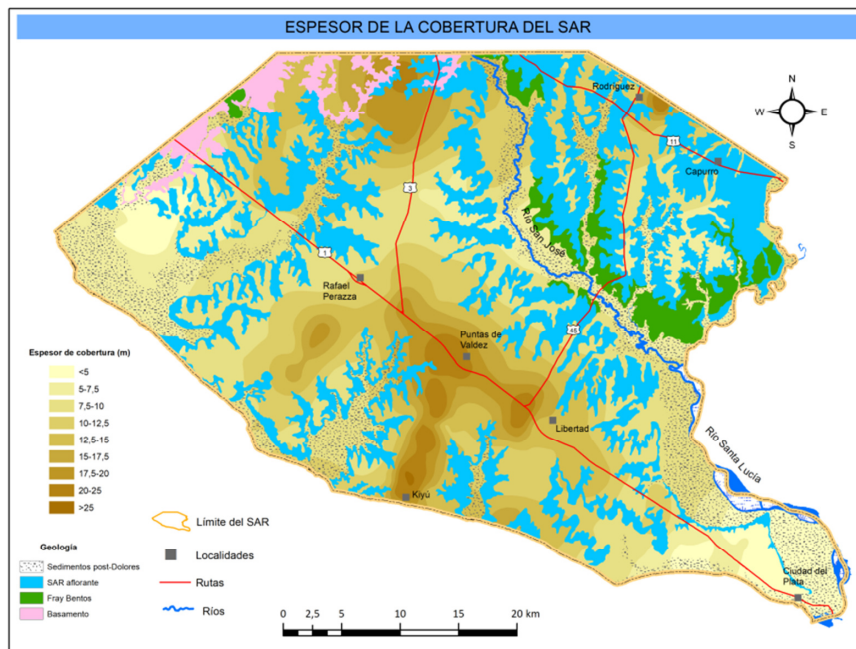 ESPESOR DE LA COBERTURA DEL SAR
Rodríguez
N
W
E
S
11
Capurro
3
Río San José
1
Rafael
Perazza
45
Puntas de
Valdez
Espesor de cobertura (m)
<5
5-7,5
7,5-10
10-12,5
12,5-15
15-17,5
17,5-20
20-25
>25
Libertad
Río Santa Lucía
Kiyú
Límite del SAR
Geología
Localidades
Sedimentos post-Dolores
SAR aflorante
Fray Bentos
Basamento
Rutas
Ríos
Ciudad del
Plata
0 2,5 5 10 15 20 km